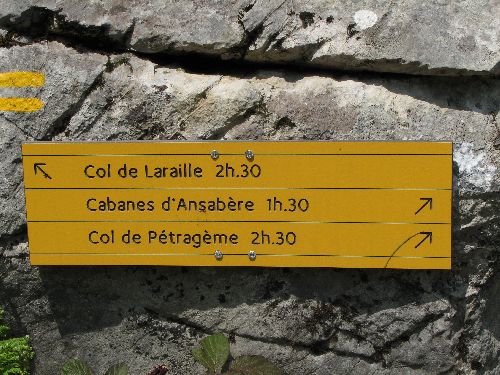 Col de Laraille 2h.30
Cabanes d'Ansabère 1h.30
Col de Pétragème 2h.30